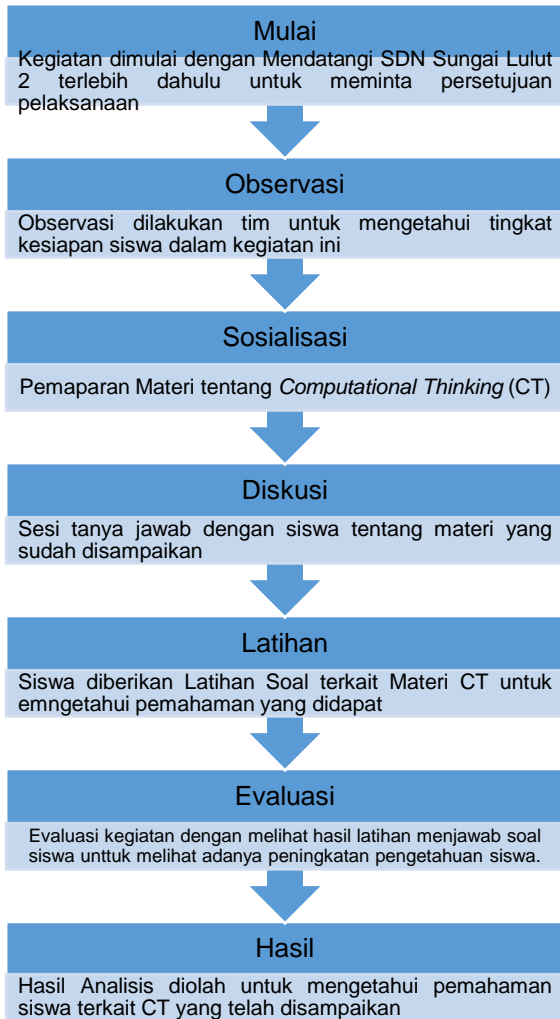 Mulai
Kegiatan dimulai dengan Mendatangi SDN Sungai Lulut
2 terlebih dahulu untuk meminta persetujuan
pelaksanaan
Observasi
Observasi dilakukan tim untuk mengetahui tingkat
kesiapan siswa dalam kegiatan ini
Sosialisasi
Pemaparan Materi tentang Computational Thinking (CT)
Diskusi
Sesi tanya jawab dengan siswa tentang materi yang
sudah disampaikan
Latihan
Siswa diberikan Latihan Soal terkait Materi CT untuk
emngetahui pemahaman yang didapat
Evaluasi
Evaluasi kegiatan dengan melihat hasil latihan menjawab soal
siswa unttuk melihat adanya peningkatan pengetahuan siswa.
Hasil
Hasil Analisis diolah untuk mengetahui pemahaman
siswa terkait CT yang telah disampaikan